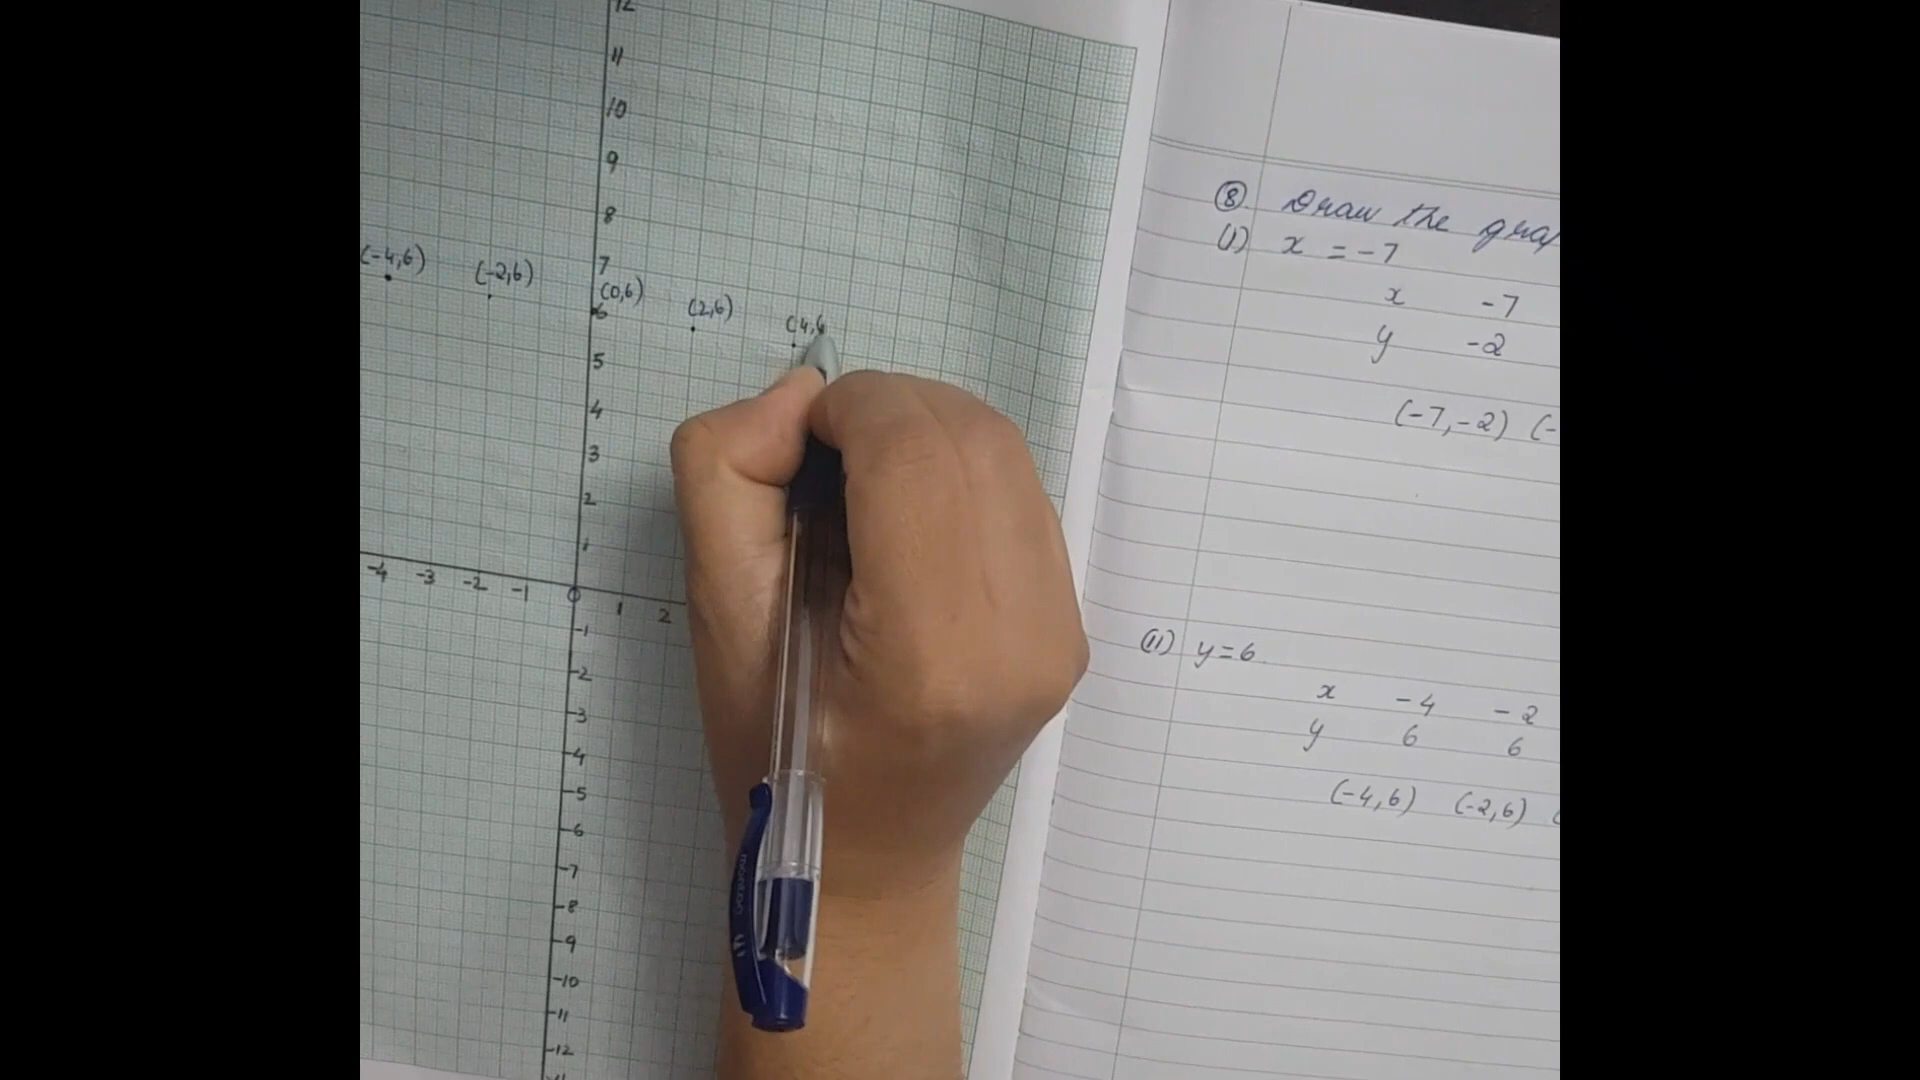 12
11
10
9
8
7
(-4,6) (-2,6) (0,6) (2,6) (4,6
6
5
4
3
2
1
-4 -3 -2 -1 0 1 2
-1
-2
-3
-4
-5
-6
-7
-8
-9
-10
-11
-12
⑧ Draw the gra
(i) x = -7
x -7
y -2
(-7,-2) (-
(ii) y=6
x -4 -2
y 6 6
(-4,6) (-2,6) (